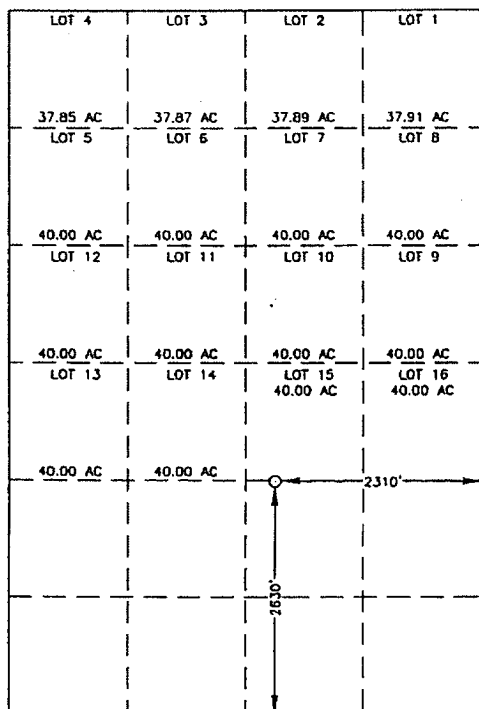 LOT 4 LOT 3 LOT 2 LOT 1
37.85 AC 37.87 AC 37.89 AC 37.91 AC
LOT 5 LOT 6 LOT 7 LOT 8
40.00 AC 40.00 AC 40.00 AC 40.00 AC
LOT 12 LOT 11 LOT 10 LOT 9
40.00 AC 40.00 AC 40.00 AC 40.00 AC
LOT 13 LOT 14 LOT 15 LOT 16
40.00 AC 40.00 AC
40.00 AC 40.00 AC
2310'
2630'